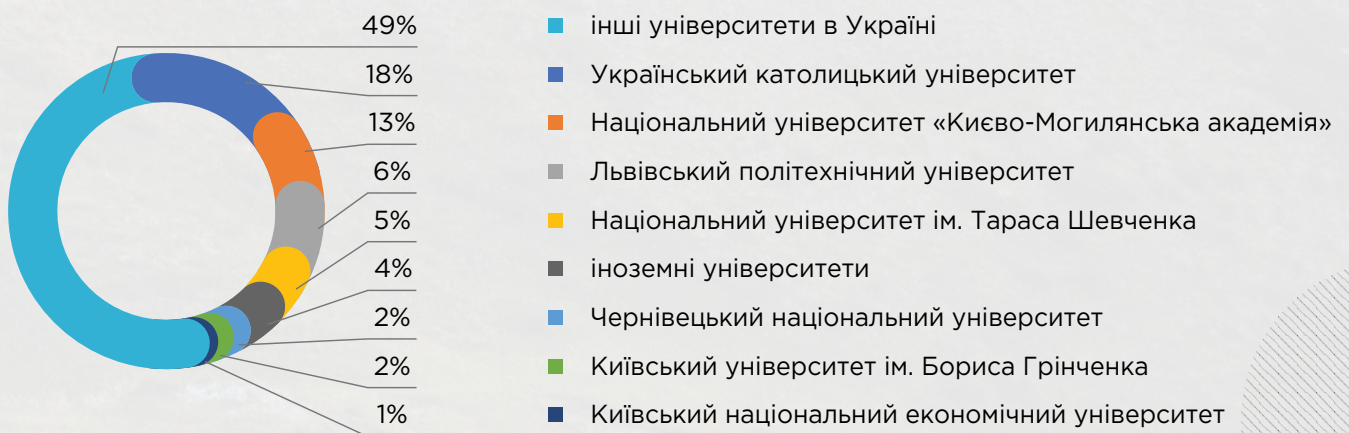 49% інші університети в Україні
18% Український католицький університет
13% Національний університет «Києво-Могилянська академія»
6% Львівський політехнічний університет
5% Національний університет ім. Тараса Шевченка
4% іноземні університети
2% Чернівецький національний університет
2% Київський університет ім. Бориса Грінченка
1% Київський національний економічний університет